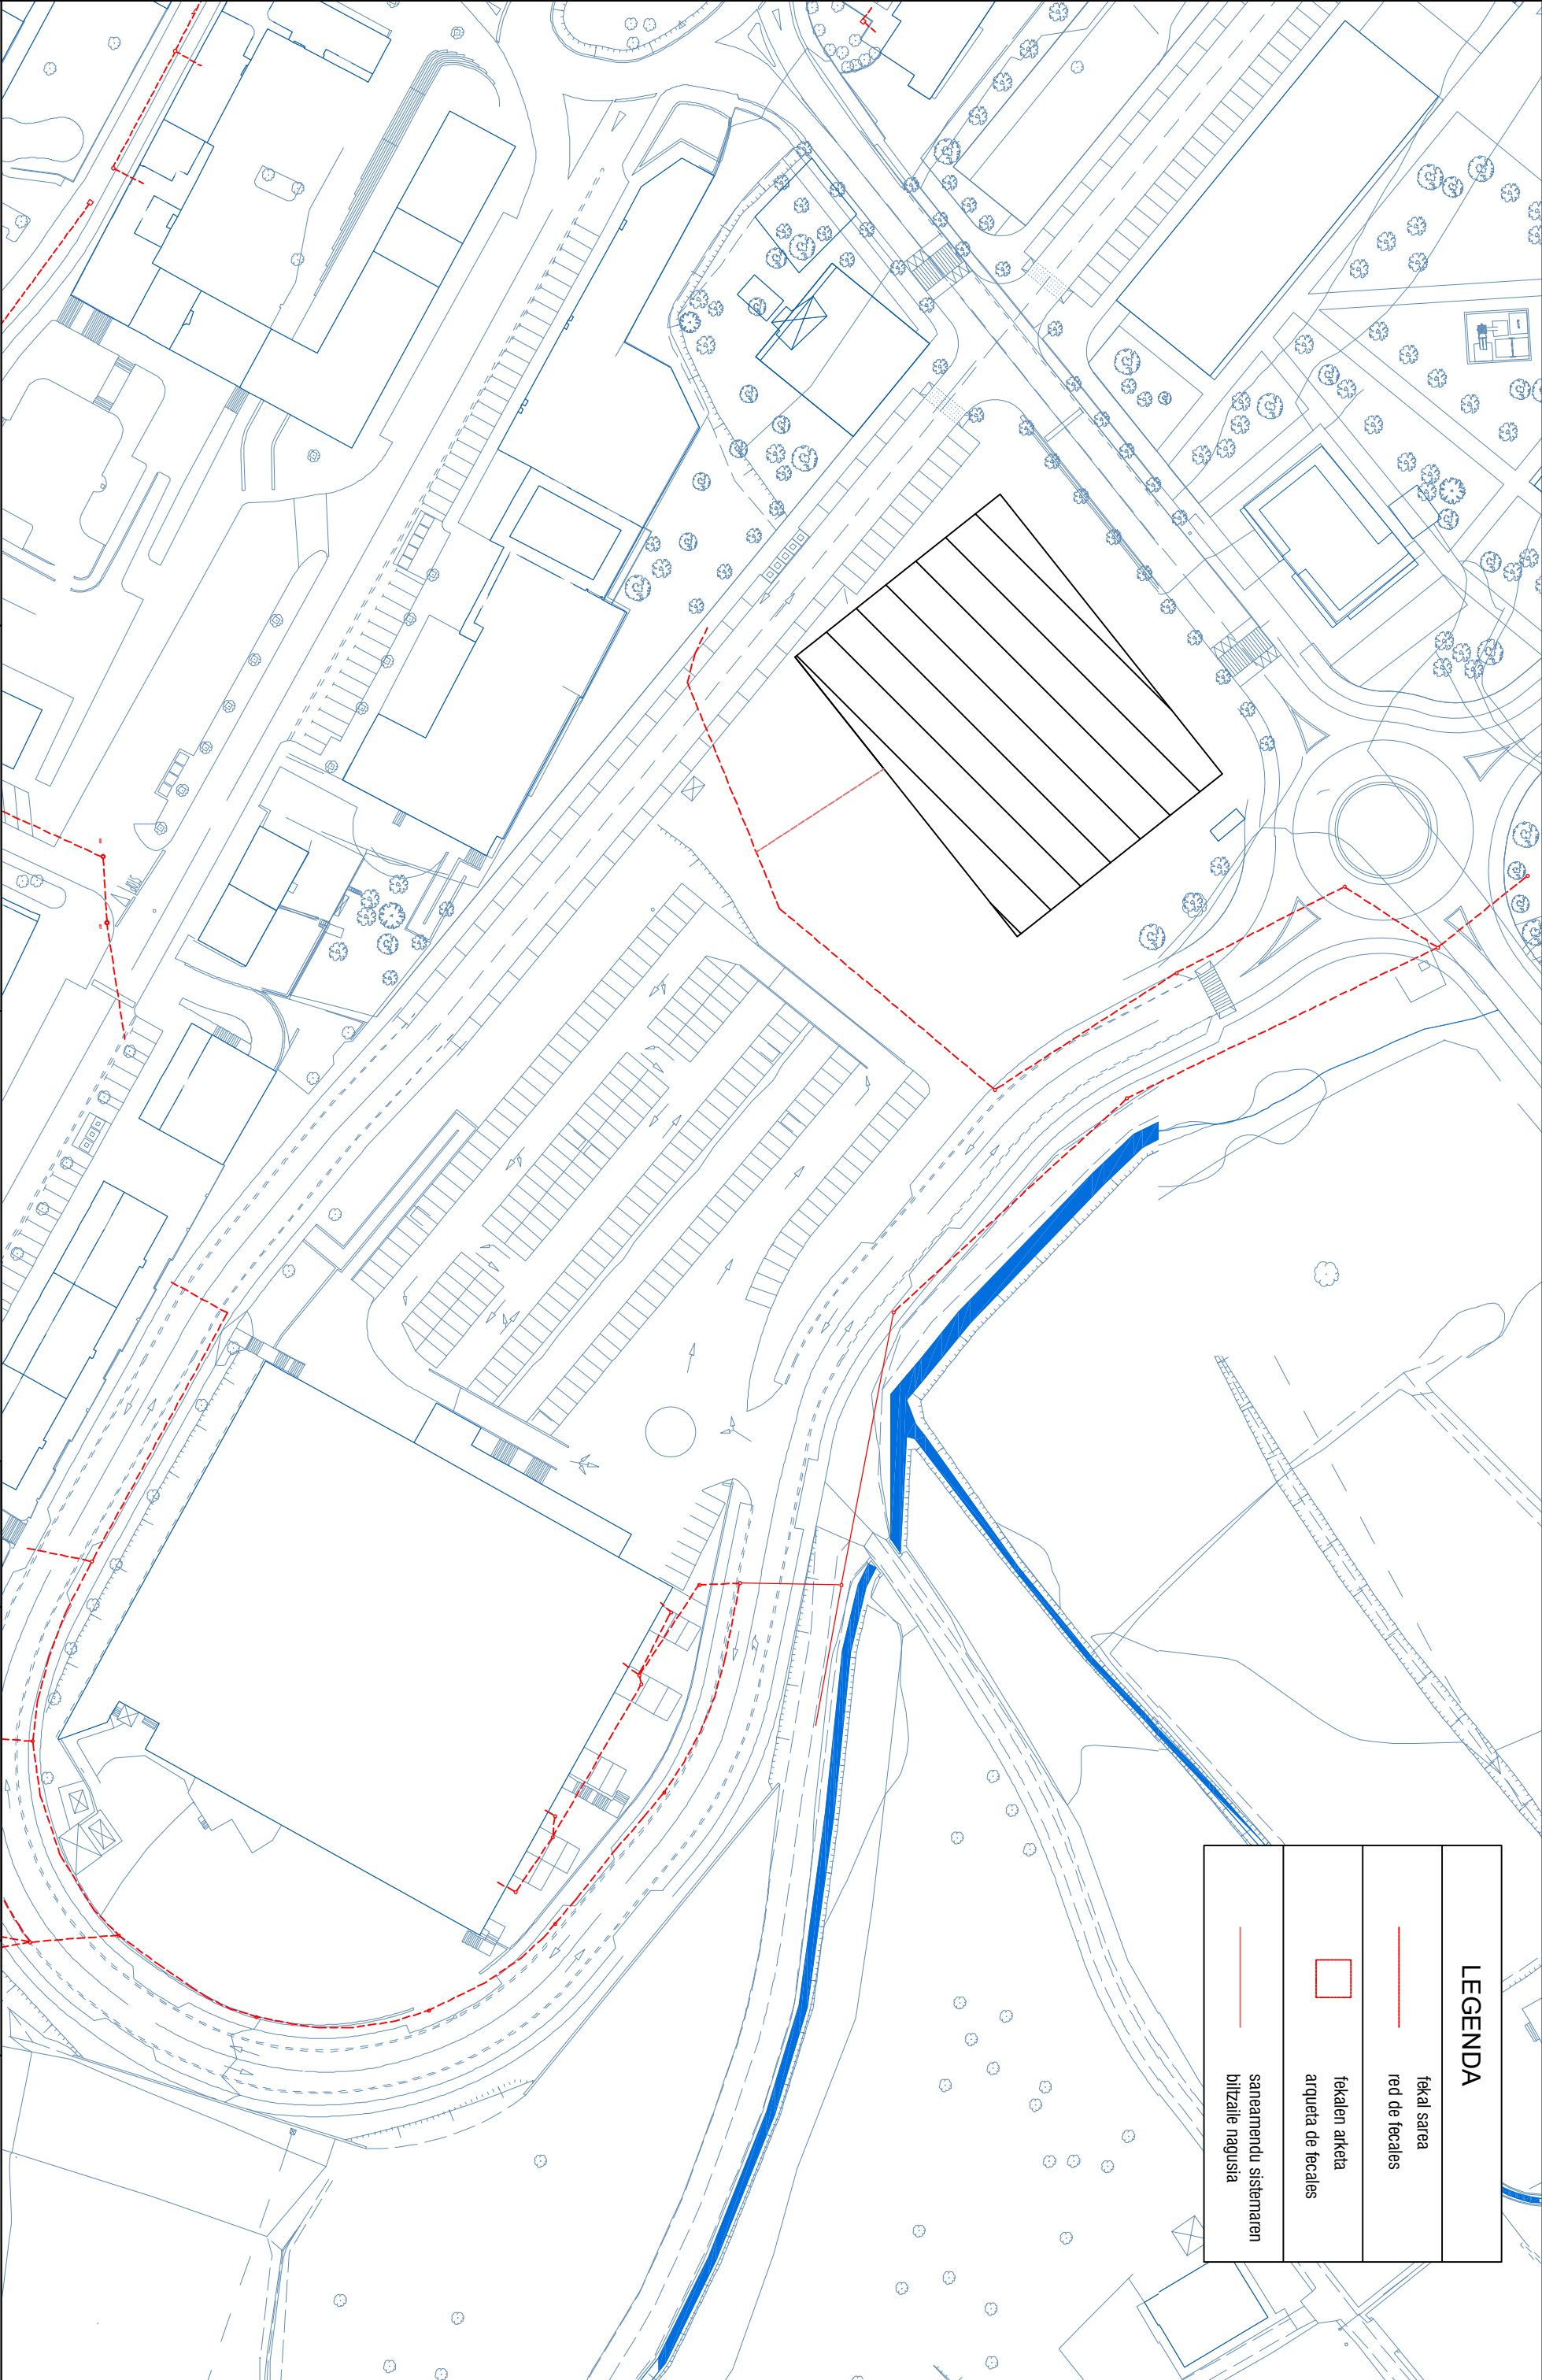 LEGENDA
fekal sarea
red de fecales
fekalen arketa
arqueta de fecales
saneamendu sistemaren
biltzaile nagusia